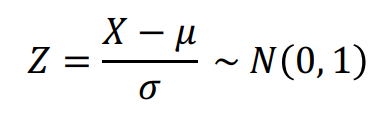 Z = (X − μ) / σ ~ N(0, 1)